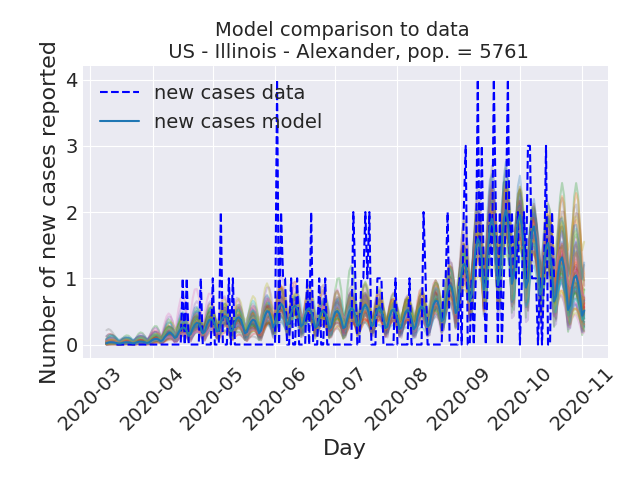 Model comparison to data
US - Illinois - Alexander, pop. = 5761
Number of new cases reported
4
3
2
1
0
new cases data
new cases model
2020-03
2020-04
2020-05
2020-06
2020-07
2020-08
2020-09
2020-10
2020-11
Day